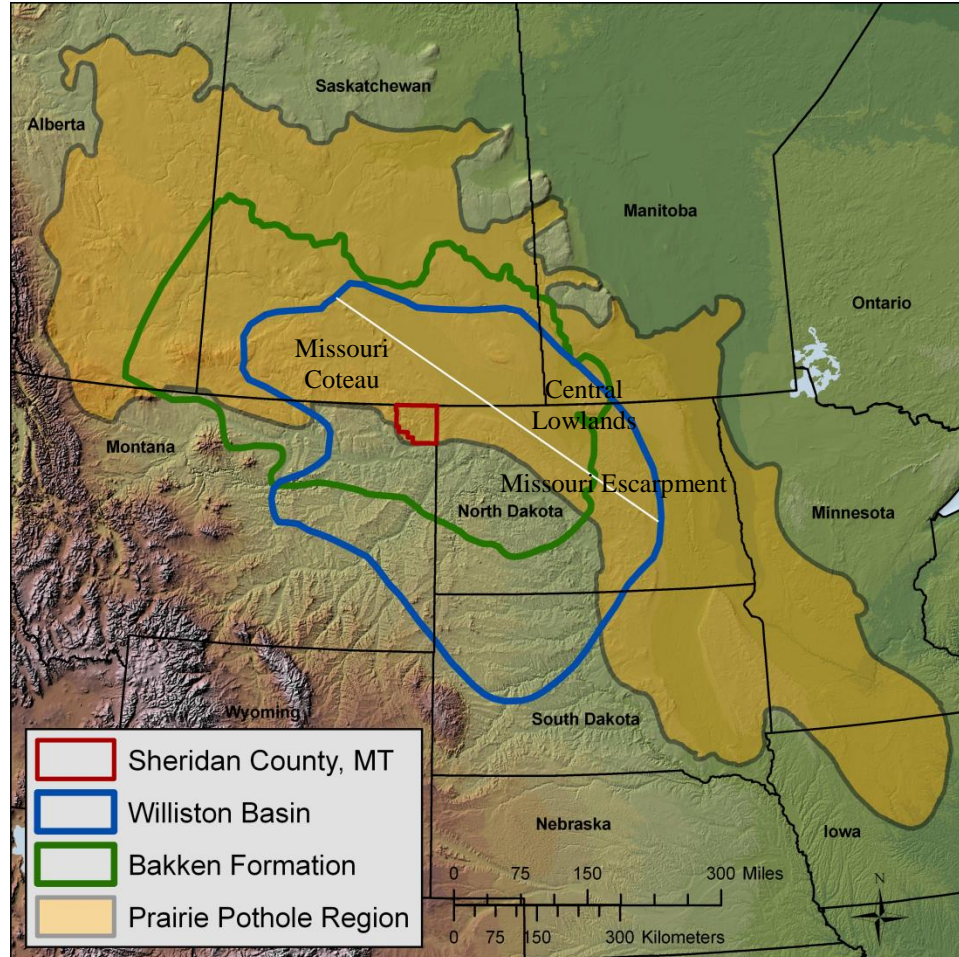 Saskatchewan
Alberta
Manitoba
Ontario
Missouri
Coteau
Central
Lowlands
Montana
Missouri Escarpment
North Dakota
Minnesota
Wyoming
South Dakota
Sheridan County, MT
Williston Basin
Bakken Formation
Prairie Pothole Region
Nebraska
Iowa
0 75 150 300 Miles
0 75 150 300 Kilometers
N